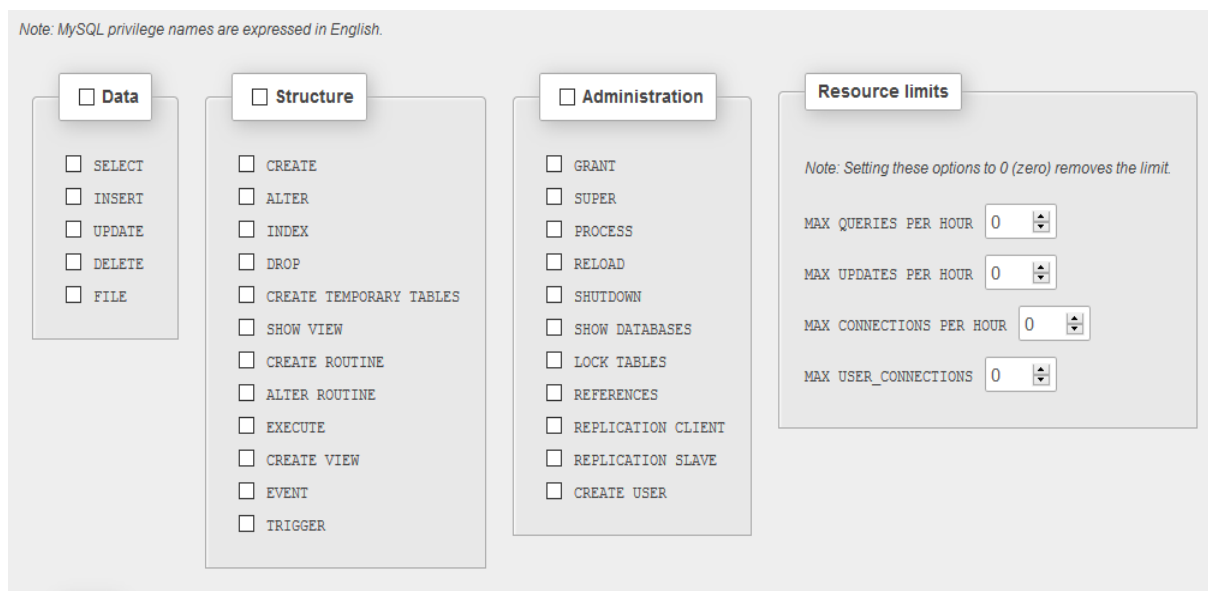 Note: MySQL privilege names are expressed in English.
Data
SELECT
INSERT
UPDATE
DELETE
FILE
Structure
CREATE
ALTER
INDEX
DROP
CREATE TEMPORARY TABLES
SHOW VIEW
CREATE ROUTINE
ALTER ROUTINE
EXECUTE
CREATE VIEW
EVENT
TRIGGER
Administration
GRANT
SUPER
PROCESS
RELOAD
SHUTDOWN
SHOW DATABASES
LOCK TABLES
REFERENCES
REPLICATION CLIENT
REPLICATION SLAVE
CREATE USER
Resource limits
Note: Setting these options to 0 (zero) removes the limit.
MAX QUERIES PER HOUR 0
MAX UPDATES PER HOUR 0
MAX CONNECTIONS PER HOUR 0
MAX USER_CONNECTIONS 0